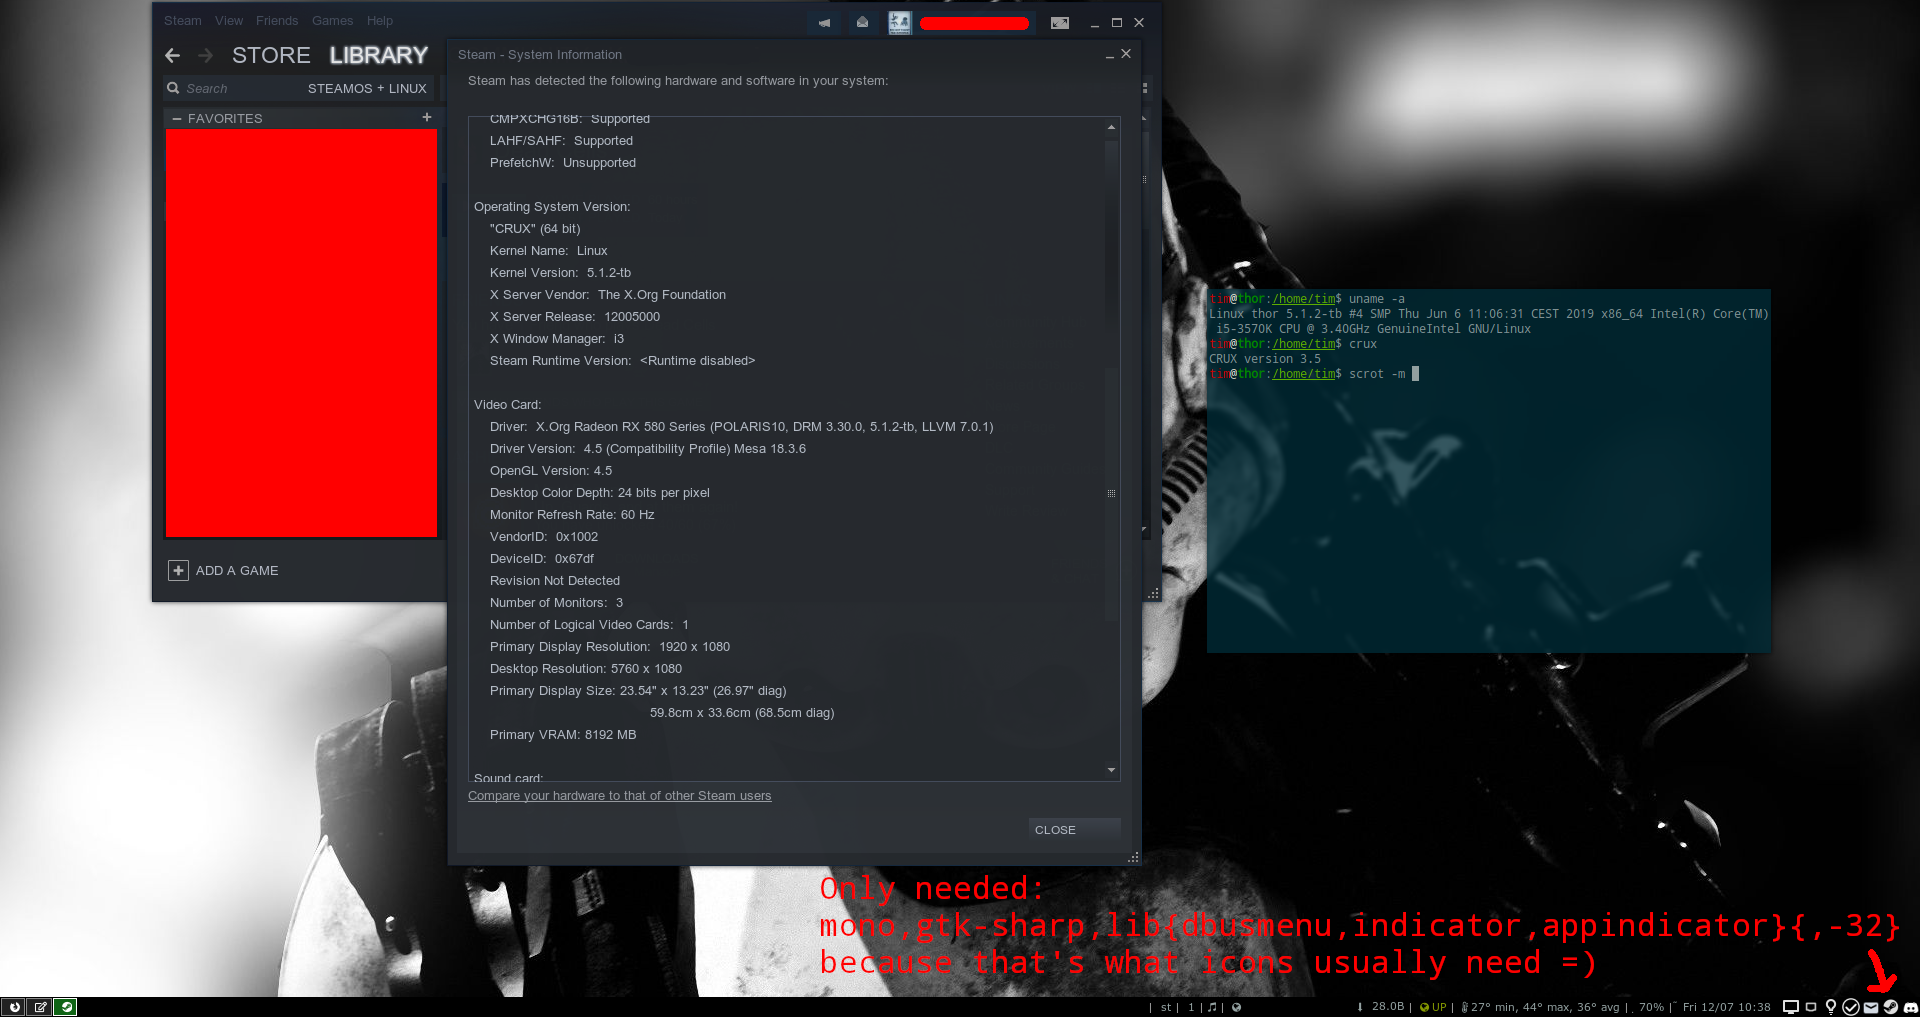 Steam View Friends Games Help
STORE LIBRARY
Search STEAMOS + LINUX
FAVORITES +
ADD A GAME
Steam - System Information
Steam has detected the following hardware and software in your system:
CMPXCHG16B: Supported
LAHF/SAHF: Supported
PrefetchW: Unsupported
Operating System Version:
"CRUX" (64 bit)
Kernel Name: Linux
Kernel Version: 5.1.2-tb
X Server Vendor: The X.Org Foundation
X Server Release: 12005000
X Window Manager: i3
Steam Runtime Version: <Runtime disabled>
Video Card:
Driver: X.Org Radeon RX 580 Series (POLARIS10, DRM 3.30.0, 5.1.2-tb, LLVM 7.0.1)
Driver Version: 4.5 (Compatibility Profile) Mesa 18.3.6
OpenGL Version: 4.5
Desktop Color Depth: 24 bits per pixel
Monitor Refresh Rate: 60 Hz
VendorID: 0x1002
DeviceID: 0x67df
Revision Not Detected
Number of Monitors: 3
Number of Logical Video Cards: 1
Primary Display Resolution: 1920 x 1080
Desktop Resolution: 5760 x 1080
Primary Display Size: 23.54" x 13.23" (26.97" diag)
59.8cm x 33.6cm (68.5cm diag)
Primary VRAM: 8192 MB
Sound card:
Compare your hardware to that of other Steam users
CLOSE
tim@thor:/home/tim$ uname -a
Linux thor 5.1.2-tb #4 SMP Thu Jun 6 11:06:31 CEST 2019 x86_64 Intel(R) Core(TM)
i5-3570K CPU @ 3.40GHz GenuineIntel GNU/Linux
tim@thor:/home/tim$ crux
CRUX version 3.5
tim@thor:/home/tim$ scrot -m
Only needed:
mono,gtk-sharp,lib{dbusmenu,indicator,appindicator}{,-32}
because that's what icons usually need =)
| st | 1 | | 28.0B | UP | 27° min, 44° max, 36° avg | 70% | Fri 12/07 10:38